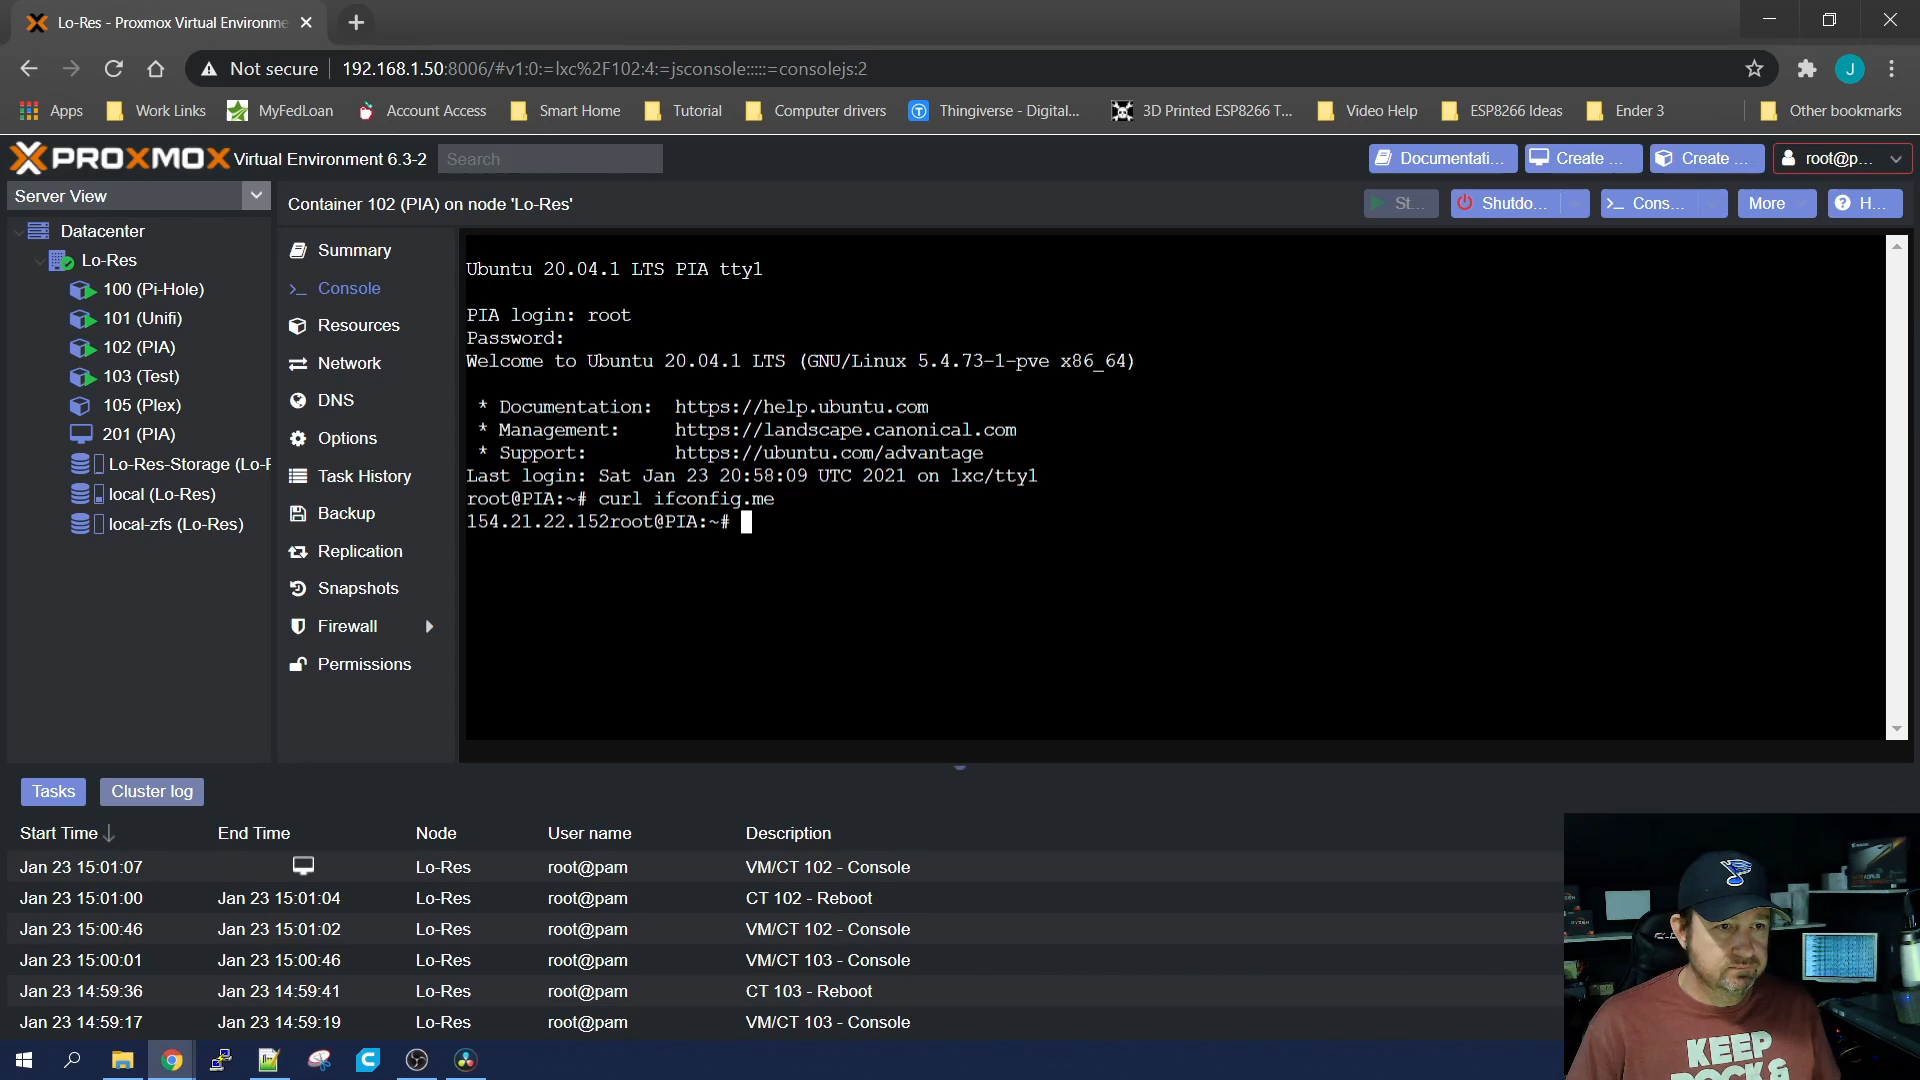 Lo-Res - Proxmox Virtual Environme
Not secure 192.168.1.50:8006/#v1:0:=lxc%2F102:4:=jsconsole:::::=consolejs:2
J
Apps Work Links MyFedLoan Account Access Smart Home Tutorial Computer drivers Thingiverse - Digital... 3D Printed ESP8266 T... Video Help ESP8266 Ideas Ender 3 Other bookmarks
PROXMOX Virtual Environment 6.3-2 Search Documentati... Create ... Create ... root@p...
Server View
Container 102 (PIA) on node 'Lo-Res' St... Shutdo... Cons... More H...
Datacenter
Lo-Res
100 (Pi-Hole)
101 (Unifi)
102 (PIA)
103 (Test)
105 (Plex)
201 (PIA)
Lo-Res-Storage (Lo-R
local (Lo-Res)
local-zfs (Lo-Res)
Summary
Console
Resources
Network
DNS
Options
Task History
Backup
Replication
Snapshots
Firewall
Permissions
Ubuntu 20.04.1 LTS PIA tty1
PIA login: root
Password:
Welcome to Ubuntu 20.04.1 LTS (GNU/Linux 5.4.73-1-pve x86_64)
* Documentation: https://help.ubuntu.com
* Management: https://landscape.canonical.com
* Support: https://ubuntu.com/advantage
Last login: Sat Jan 23 20:58:09 UTC 2021 on lxc/tty1
root@PIA:~# curl ifconfig.me
154.21.22.152root@PIA:~#
Tasks Cluster log
Start Time End Time Node User name Description
Jan 23 15:01:07 Lo-Res root@pam VM/CT 102 - Console
Jan 23 15:01:00 Jan 23 15:01:04 Lo-Res root@pam CT 102 - Reboot
Jan 23 15:00:46 Jan 23 15:01:02 Lo-Res root@pam VM/CT 102 - Console
Jan 23 15:00:01 Jan 23 15:00:46 Lo-Res root@pam VM/CT 103 - Console
Jan 23 14:59:36 Jan 23 14:59:41 Lo-Res root@pam CT 103 - Reboot
Jan 23 14:59:17 Jan 23 14:59:19 Lo-Res root@pam VM/CT 103 - Console
KEEP
ROCK &